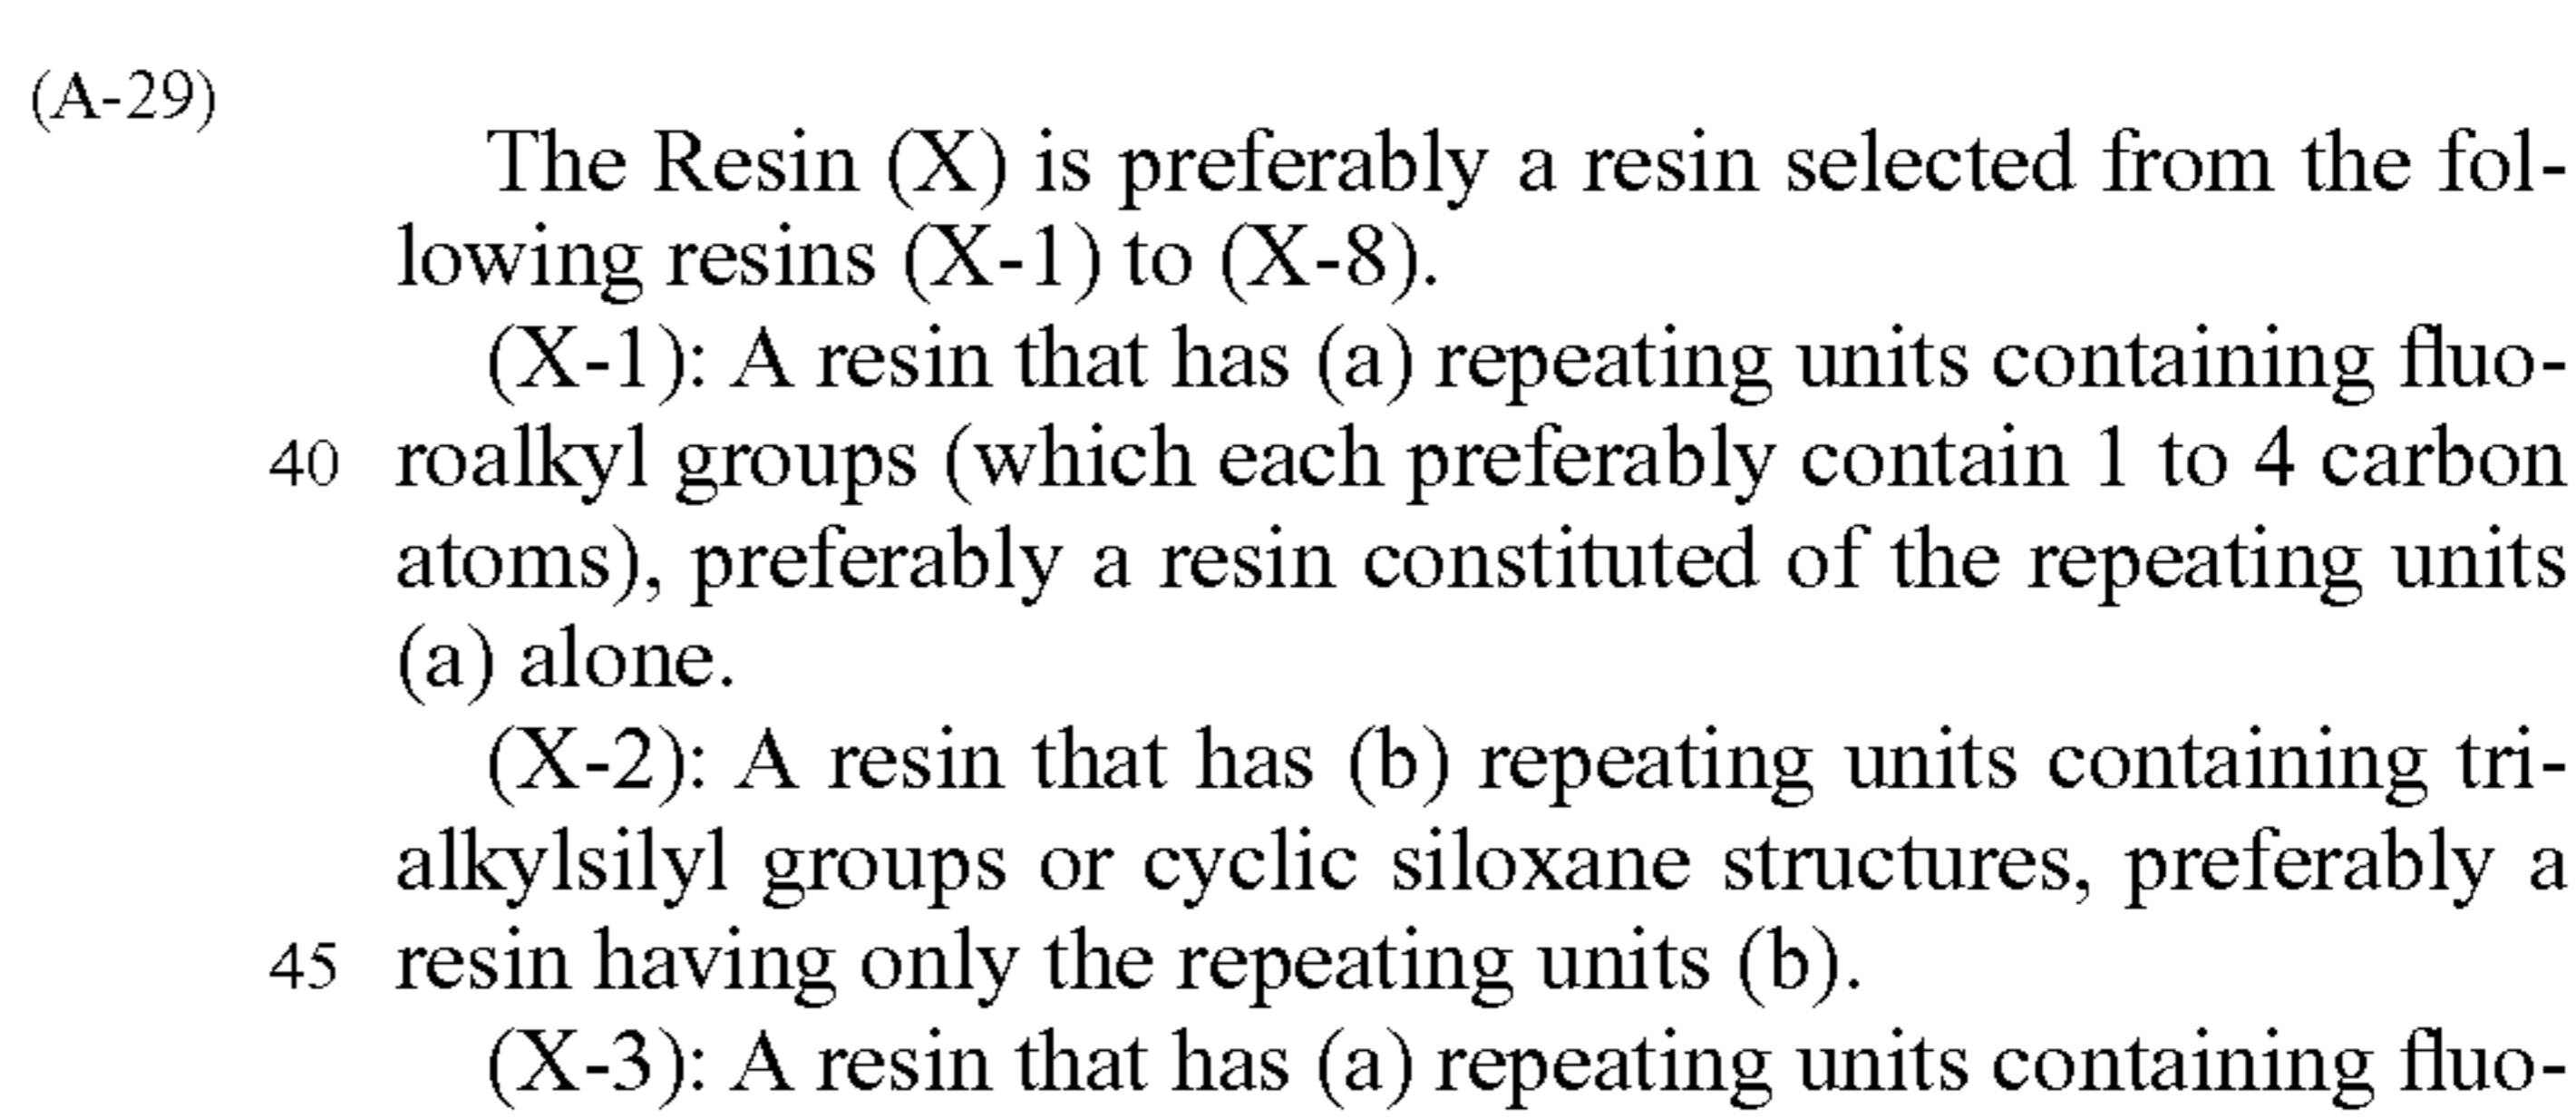 (A-29)
The Resin (X) is preferably a resin selected from the fol-
lowing resins (X-1) to (X-8).
(X-1): A resin that has (a) repeating units containing fluo-
40 roalkyl groups (which each preferably contain 1 to 4 carbon
atoms), preferably a resin constituted of the repeating units
(a) alone.
(X-2): A resin that has (b) repeating units containing tri-
alkylsilyl groups or cyclic siloxane structures, preferably a
45 resin having only the repeating units (b).
(X-3): A resin that has (a) repeating units containing fluo-